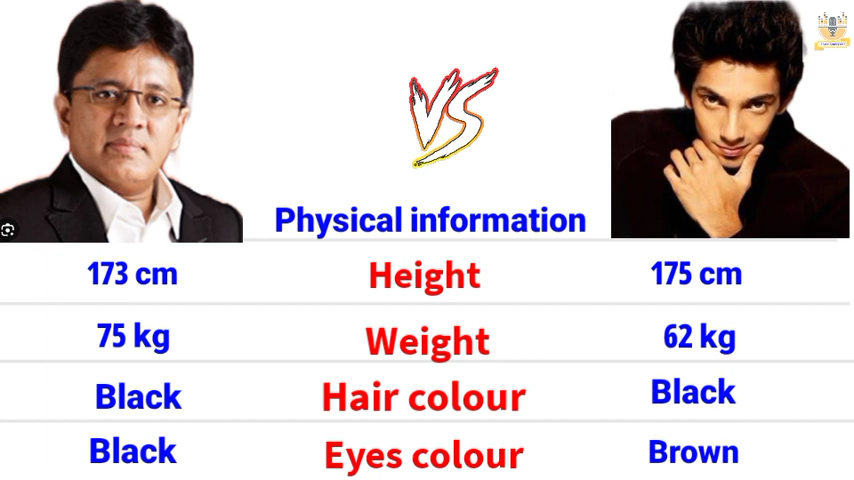 VS
Physical information
173 cm Height 175 cm
75 kg Weight 62 kg
Black Hair colour Black
Black Eyes colour Brown